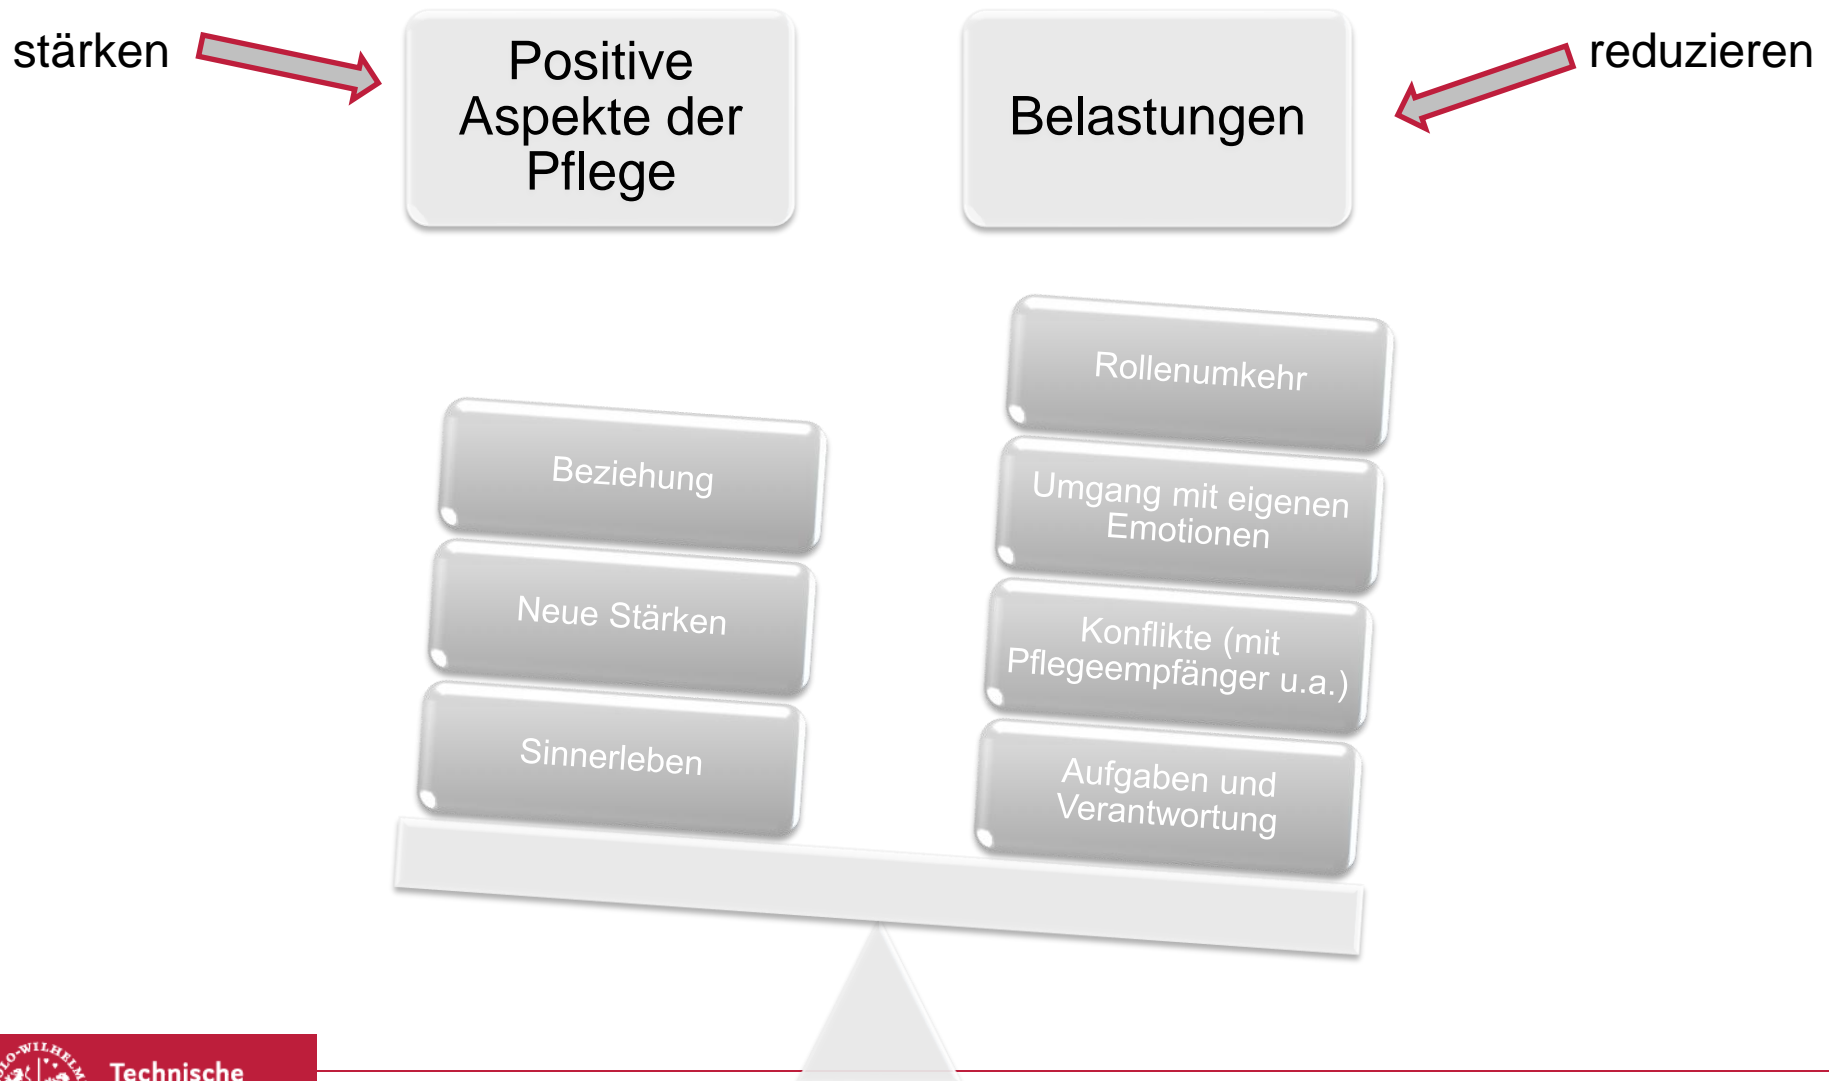 stärken
Positive
Aspekte der
Pflege
Belastungen
reduzieren
Beziehung
Neue Stärken
Sinnerleben
Rollenumkehr
Umgang mit eigenen
Emotionen
Konflikte (mit
Pflegeempfänger u.a.)
Aufgaben und
Verantwortung
Technische